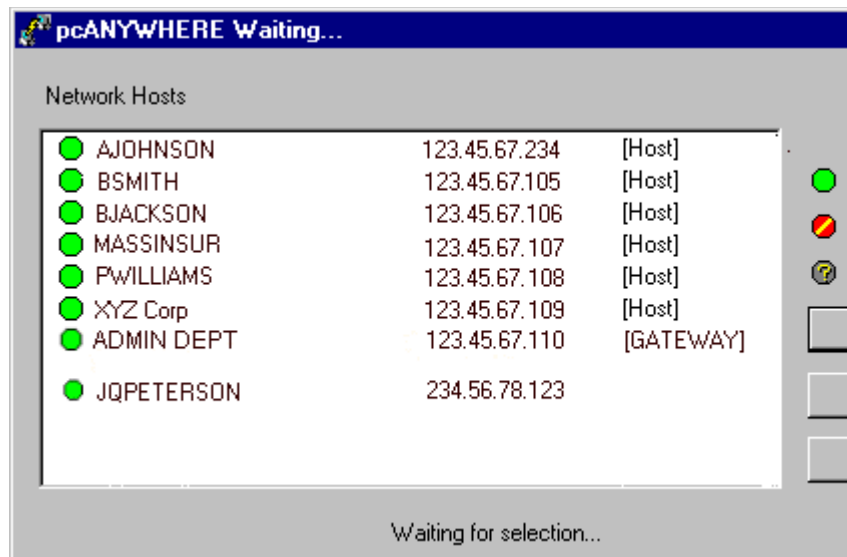 pcANYWHERE Waiting...
Network Hosts
AJOHNSON 123.45.67.234 [Host]
BSMITH 123.45.67.105 [Host]
BJACKSON 123.45.67.106 [Host]
MASSINSUR 123.45.67.107 [Host]
PWILLIAMS 123.45.67.108 [Host]
XYZ Corp 123.45.67.109 [Host]
ADMIN DEPT 123.45.67.110 [GATEWAY]
JQPETERSON 234.56.78.123
Waiting for selection...